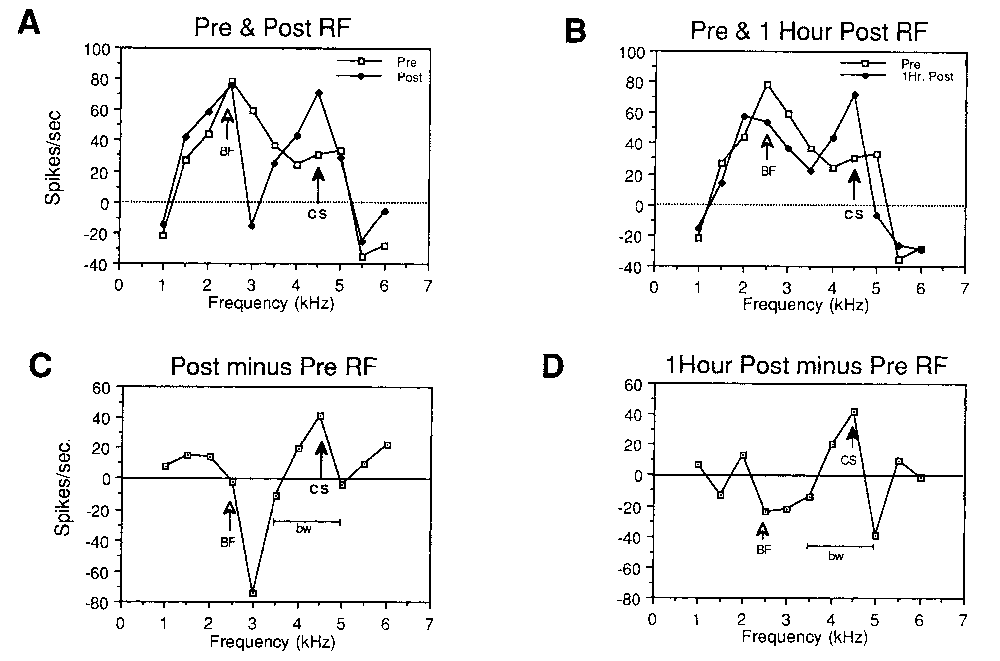 A
Pre & Post RF
100
80
60
40
20
0
-20
-40
Spikes/sec
Pre
Post
BF
CS
0 1 2 3 4 5 6 7
Frequency (kHz)
B
Pre & 1 Hour Post RF
100
80
60
40
20
0
-20
-40
Pre
1Hr. Post
BF
CS
0 1 2 3 4 5 6 7
Frequency (kHz)
C
Post minus Pre RF
60
40
20
0
-20
-40
-60
-80
Spikes/sec.
CS
BF
bw
0 1 2 3 4 5 6 7
Frequency (kHz)
D
1Hour Post minus Pre RF
60
40
20
0
-20
-40
-60
-80
CS
BF
bw
0 1 2 3 4 5 6 7
Frequency (kHz)